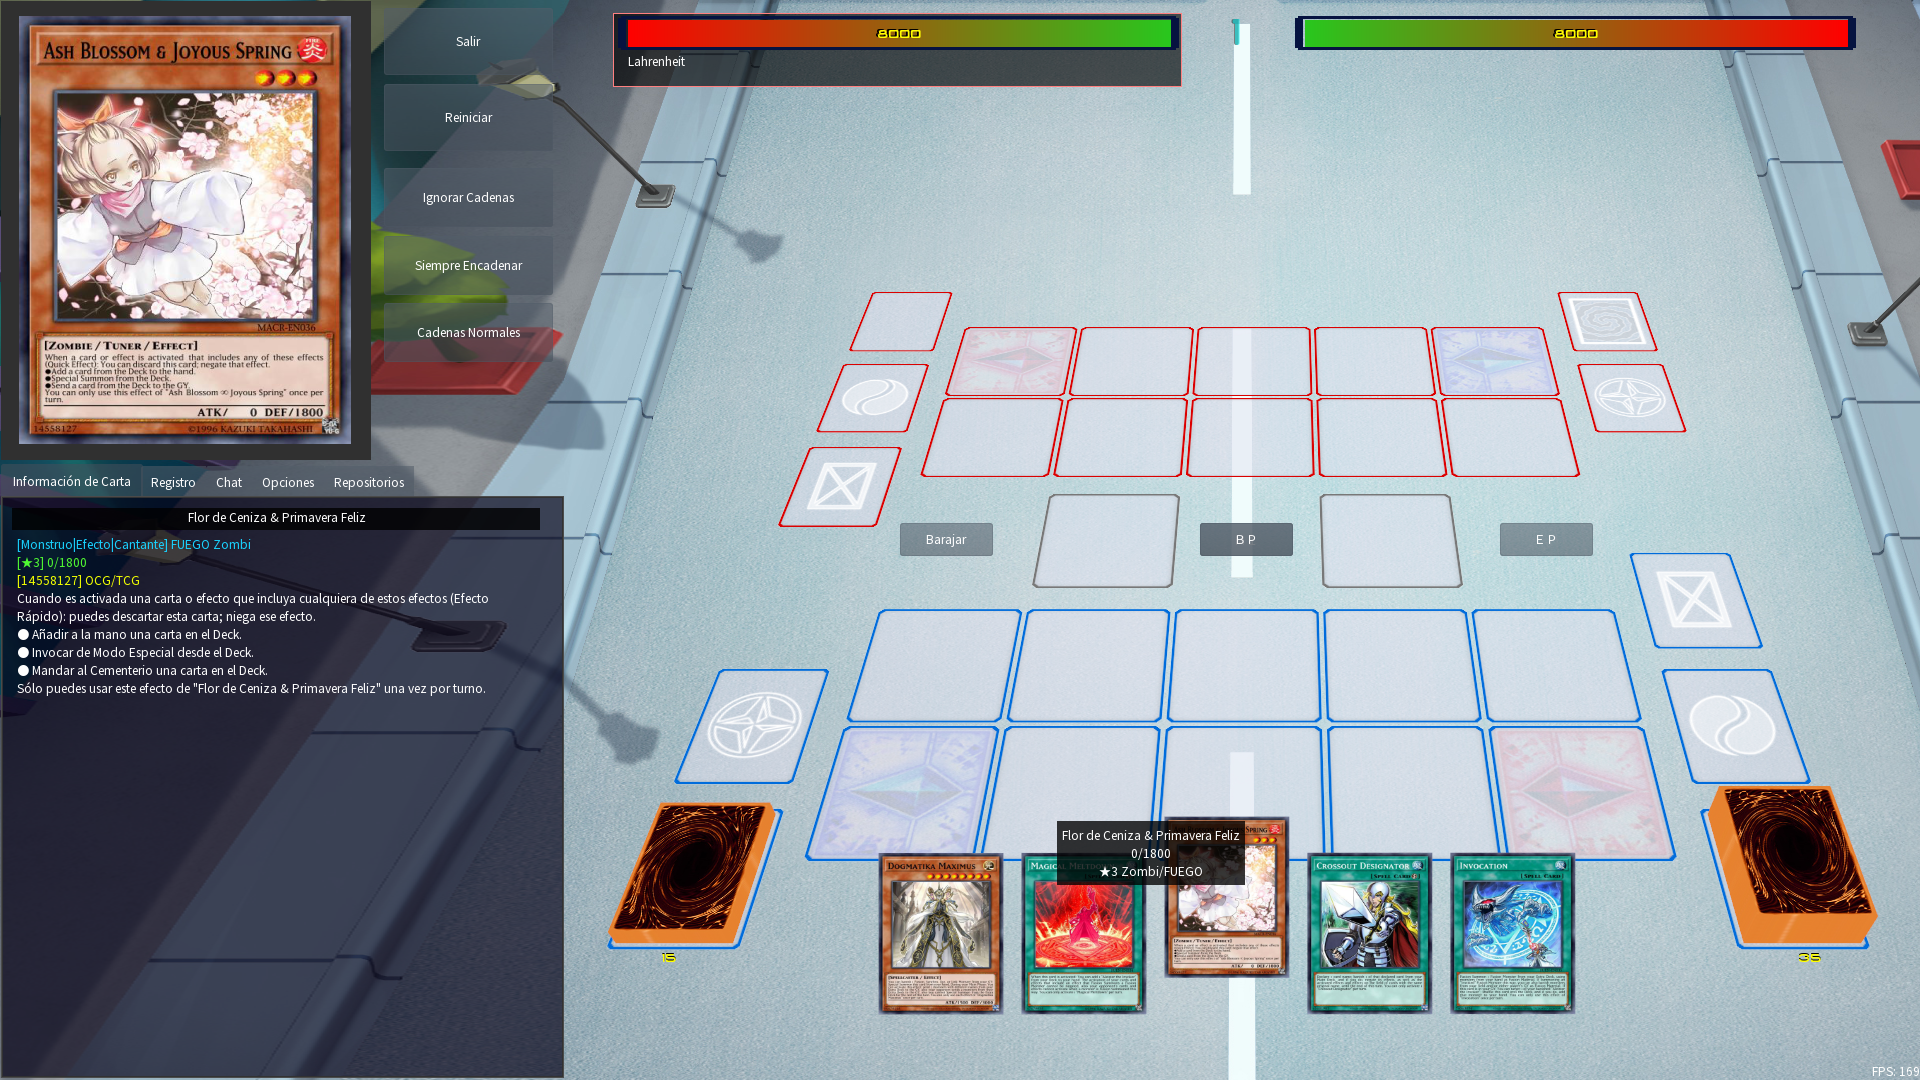 ASH BLOSSOM & JOYOUS SPRING
MACR-EN036
[ZOMBIE / TUNER / EFFECT]
When a card or effect is activated that includes any of these effects
(Quick Effect): You can discard this card; negate that effect.
●Add a card from the Deck to the hand.
●Special Summon from the Deck.
●Send a card from the Deck to the GY.
You can only use this effect of "Ash Blossom & Joyous Spring" once per
turn.
ATK/ 0 DEF/1800
14558127
©1996 KAZUKI TAKAHASHI
Salir
Reiniciar
Ignorar Cadenas
Siempre Encadenar
Cadenas Normales
8000
Lahrenheit
1
8000
Información de Carta
Registro
Chat
Opciones
Repositorios
Flor de Ceniza & Primavera Feliz
[Monstruo|Efecto|Cantante] FUEGO Zombi
[★3] 0/1800
[14558127] OCG/TCG
Cuando es activada una carta o efecto que incluya cualquiera de estos efectos (Efecto
Rápido): puedes descartar esta carta; niega ese efecto.
● Añadir a la mano una carta en el Deck.
● Invocar de Modo Especial desde el Deck.
● Mandar al Cementerio una carta en el Deck.
Sólo puedes usar este efecto de "Flor de Ceniza & Primavera Feliz" una vez por turno.
Barajar
B P
E P
Flor de Ceniza & Primavera Feliz
0/1800
★3 Zombi/FUEGO
DOGMATIKA MAXIMUS
CROSSOUT DESIGNATOR
[SPELL CARD]
INVOCATION
[SPELL CARD]
15
35
FPS: 169